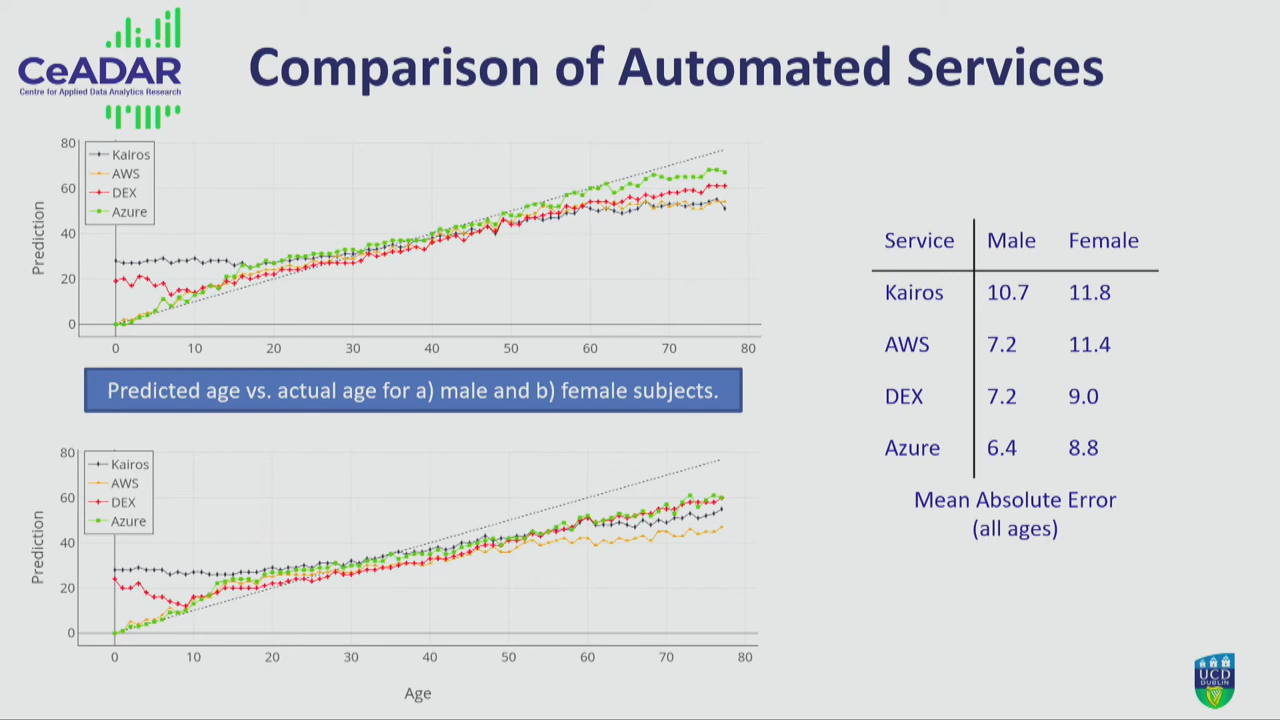 CeADAR
Centre for Applied Data Analytics Research
Comparison of Automated Services
Prediction
80
60
40
20
0
Kairos
AWS
DEX
Azure
0 10 20 30 40 50 60 70 80
Predicted age vs. actual age for a) male and b) female subjects.
Prediction
80
60
40
20
0
Kairos
AWS
DEX
Azure
0 10 20 30 40 50 60 70 80
Age
Service Male Female
Kairos 10.7 11.8
AWS 7.2 11.4
DEX 7.2 9.0
Azure 6.4 8.8
Mean Absolute Error
(all ages)
UCD
DUBLIN